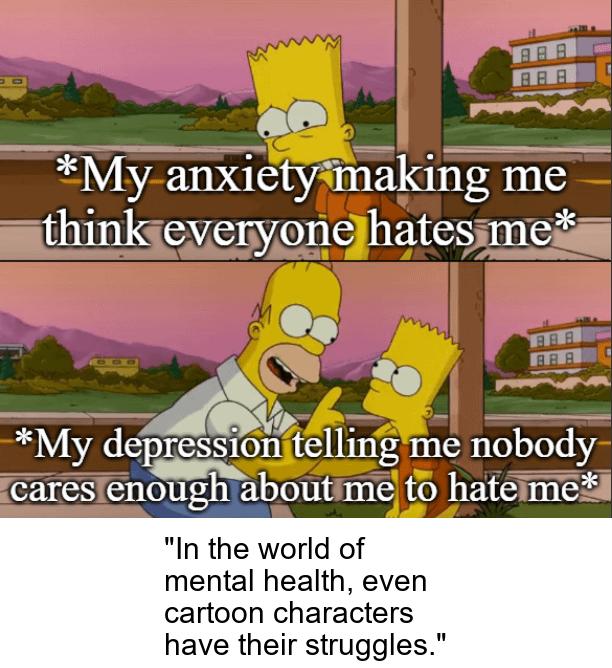 *My anxiety making me
think everyone hates me*
*My depression telling me nobody
cares enough about me to hate me*
"In the world of
mental health, even
cartoon characters
have their struggles."